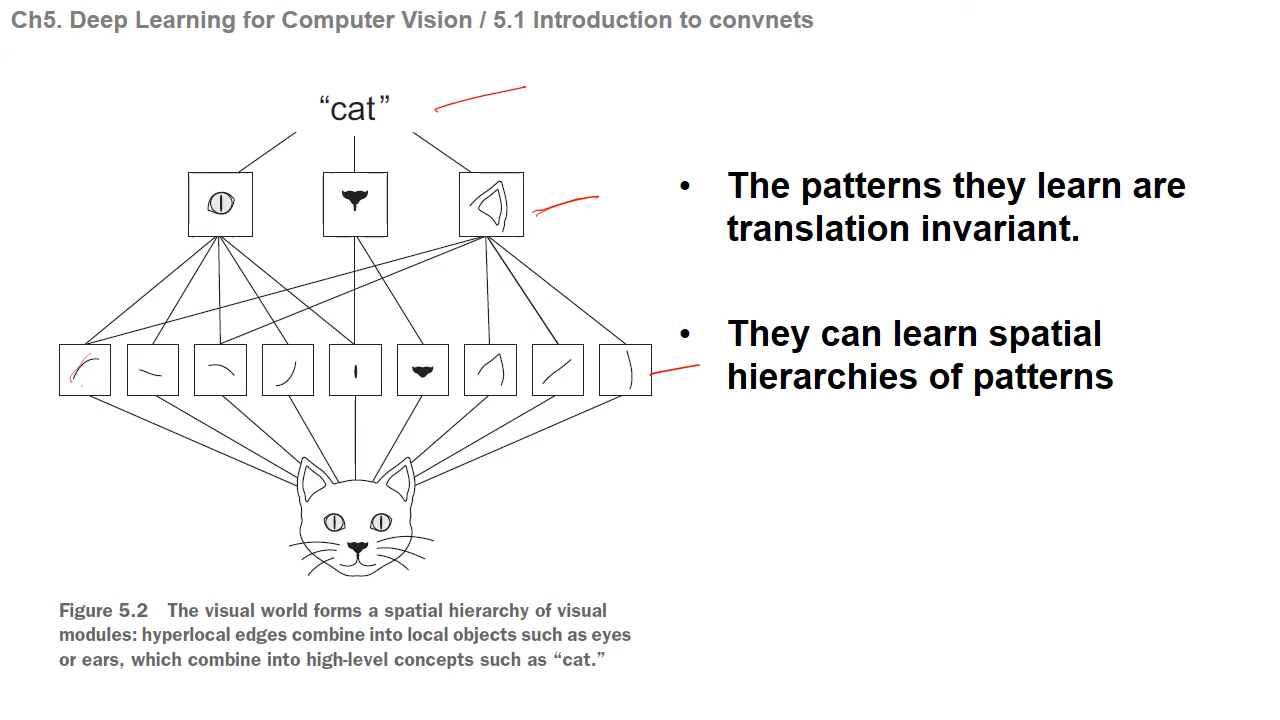 Ch5. Deep Learning for Computer Vision / 5.1 Introduction to convnets
“cat”
• The patterns they learn are
translation invariant.
• They can learn spatial
hierarchies of patterns
Figure 5.2 The visual world forms a spatial hierarchy of visual
modules: hyperlocal edges combine into local objects such as eyes
or ears, which combine into high-level concepts such as “cat.”